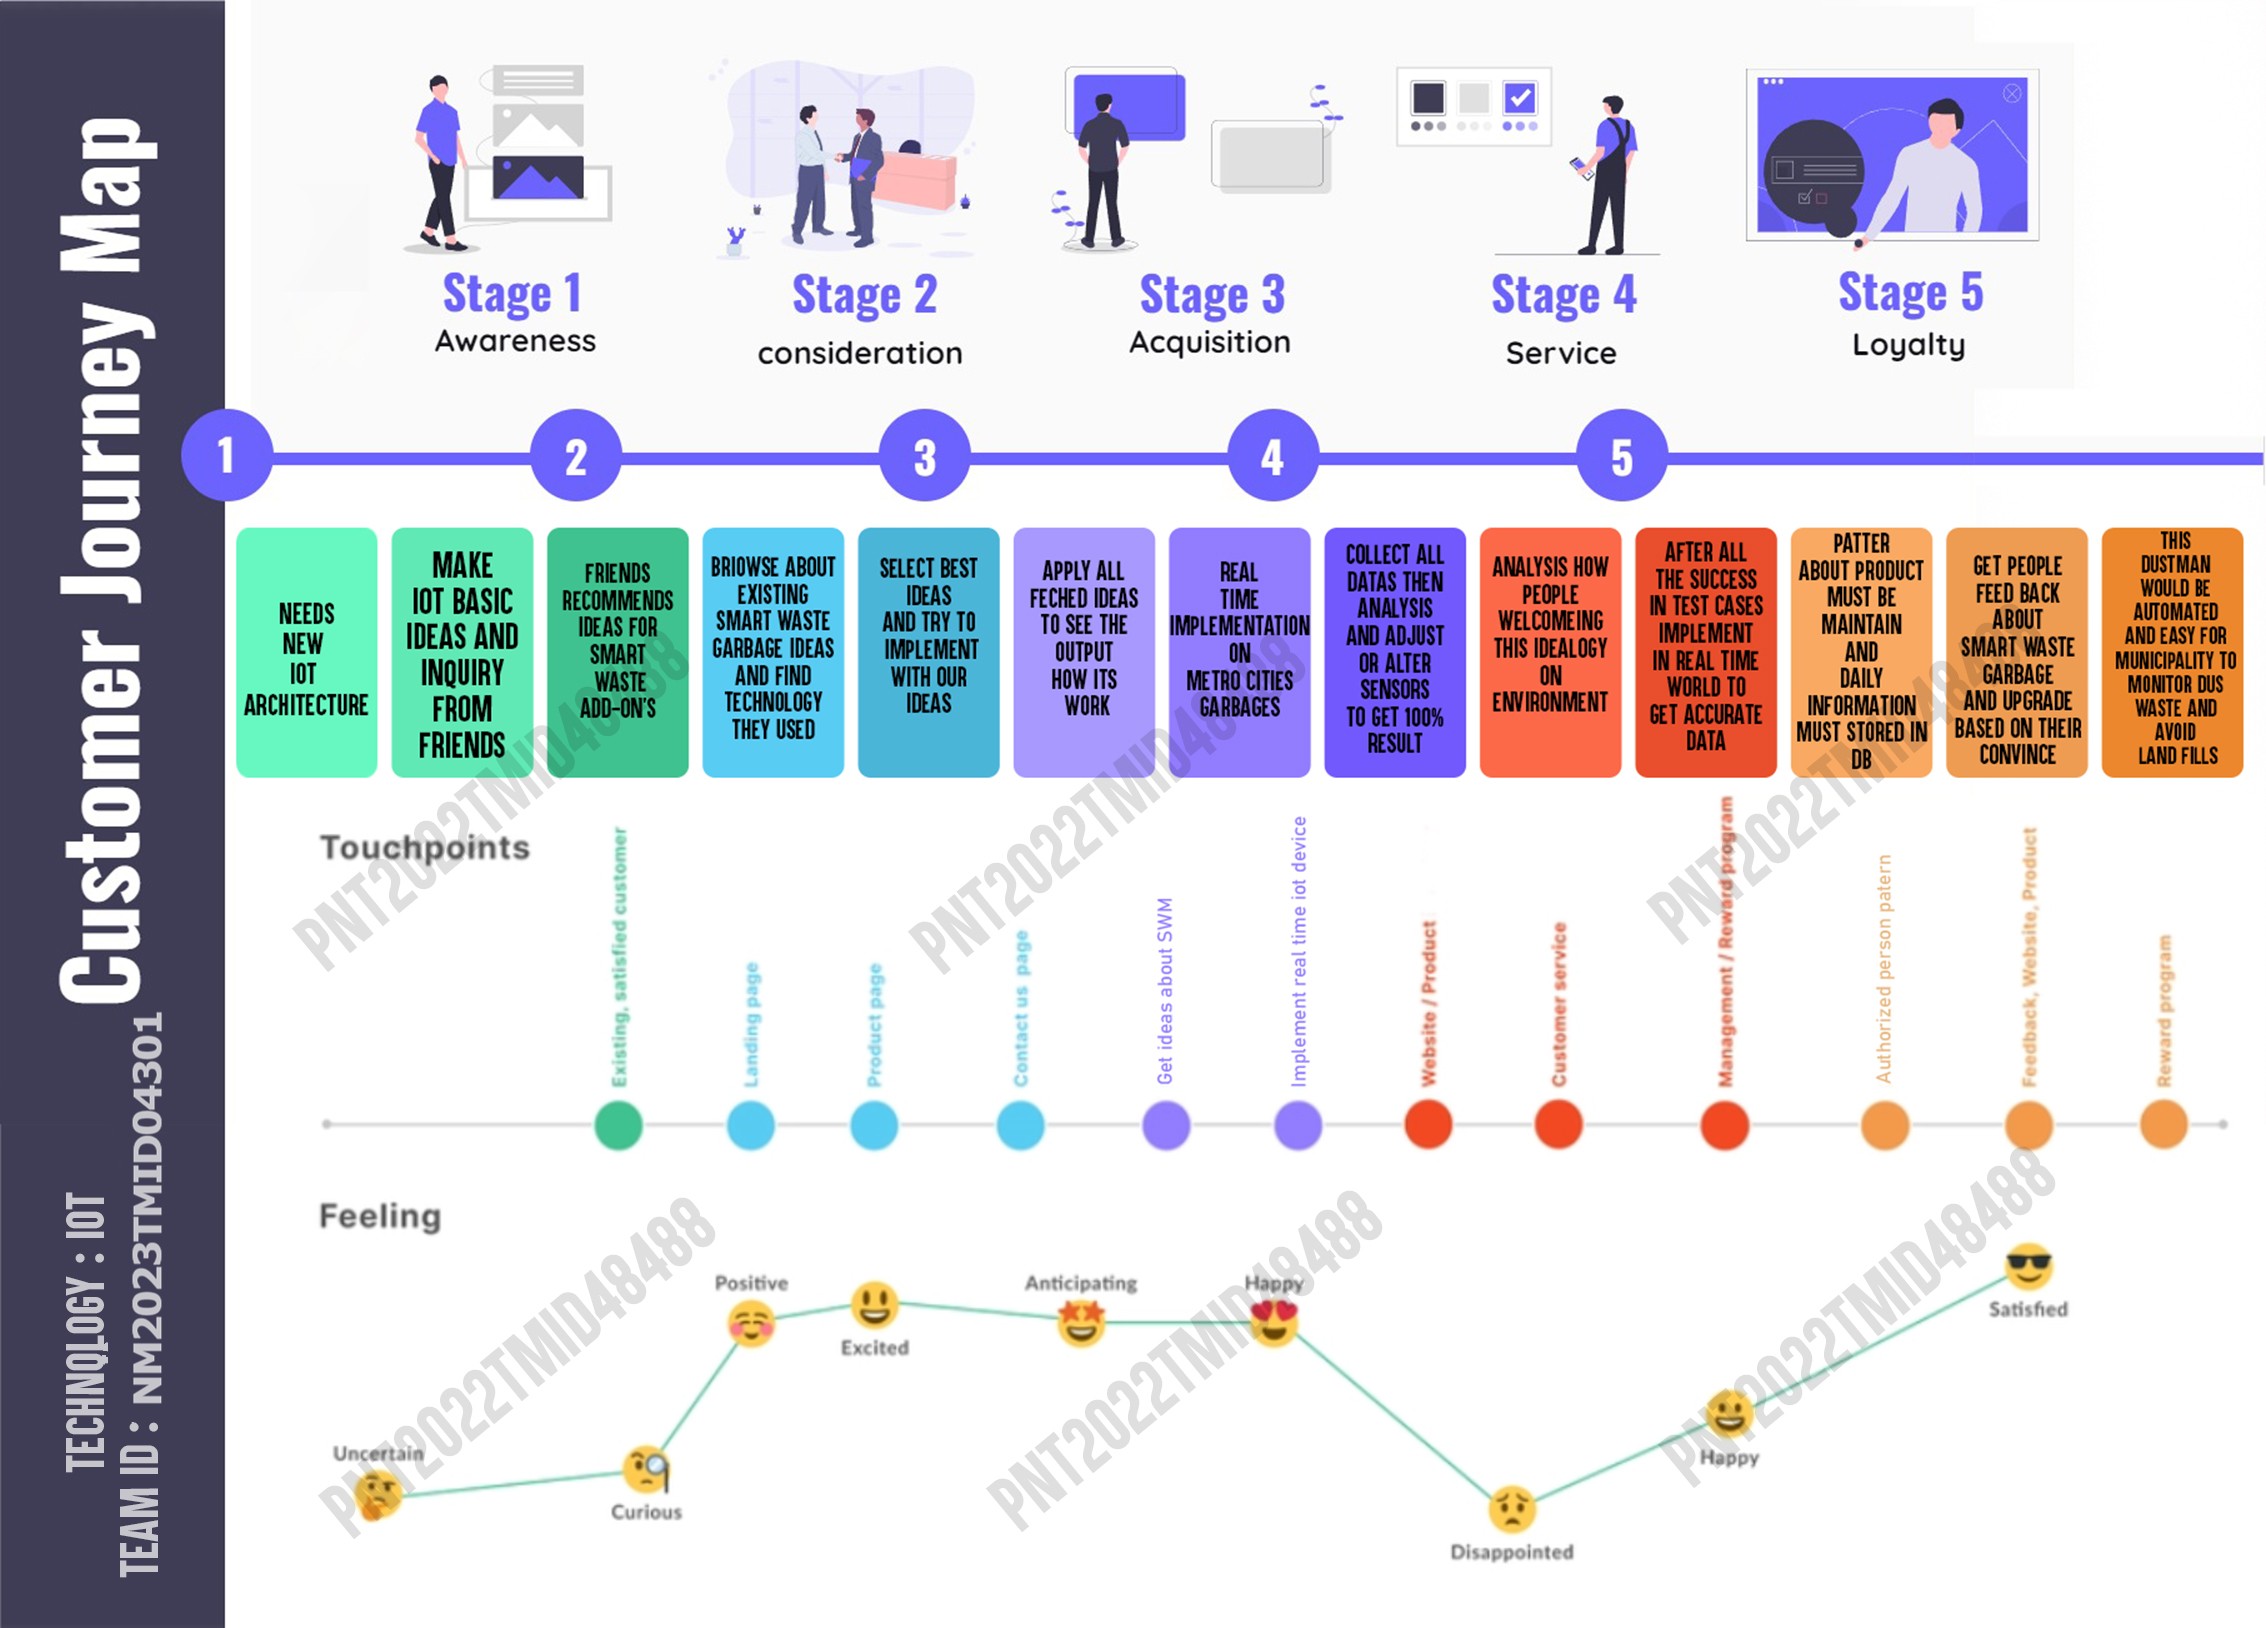 Customer Journey Map
TECHNOLOGY : IOT
TEAM ID : NM2023TMID04301
Stage 1
Awareness
Stage 2
consideration
Stage 3
Acquisition
Stage 4
Service
Stage 5
Loyalty
1
2
3
4
5
NEEDS
NEW
IOT
ARCHITECTURE
MAKE
IOT BASIC
IDEAS AND
INQUIRY
FROM
FRIENDS
FRIENDS
RECOMMENDS
IDEAS FOR
SMART
WASTE
ADD-ON'S
BRIOWSE ABOUT
EXISTING
SMART WASTE
GARBAGE IDEAS
AND FIND
TECHNOLOGY
THEY USED
SELECT BEST
IDEAS
AND TRY TO
IMPLEMENT
WITH OUR
IDEAS
APPLY ALL
FECHED IDEAS
TO SEE THE
OUTPUT
HOW ITS
WORK
REAL
TIME
IMPLEMENTATION
ON
METRO CITIES
GARBAGES
COLLECT ALL
DATAS THEN
ANALYSIS
AND ADJUST
OR ALTER
SENSORS
TO GET 100%
RESULT
ANALYSIS HOW
PEOPLE
WELCOMEING
THIS IDEALOGY
ON
ENVIRONMENT
AFTER ALL
THE SUCCESS
IN TEST CASES
IMPLEMENT
IN REAL TIME
WORLD TO
GET ACCURATE
DATA
PATTER
ABOUT PRODUCT
MUST BE
MAINTAIN
AND
DAILY
INFORMATION
MUST STORED IN
DB
GET PEOPLE
FEED BACK
ABOUT
SMART WASTE
GARBAGE
AND UPGRADE
BASED ON THEIR
CONVINCE
THIS
DUSTMAN
WOULD BE
AUTOMATED
AND EASY FOR
MUNICIPALITY TO
MONITOR DUS
WASTE AND
AVOID
LAND FILLS
PNT2022TMID48488
PNT2022TMID48488
PNT2022TMID48488
Touchpoints
Existing, satisfied customer
Landing page
Product page
Contact us page
Get ideas about SWM
Implement real time iot device
Website / Product
Customer service
Management / Reward program
Authorized person patern
Feedback, Website, Product
Reward program
Feeling
Uncertain
Curious
Positive
Excited
Anticipating
Happy
Disappointed
Happy
Satisfied
PNT2022TMID48488
PNT2022TMID48488
PNT2022TMID48488